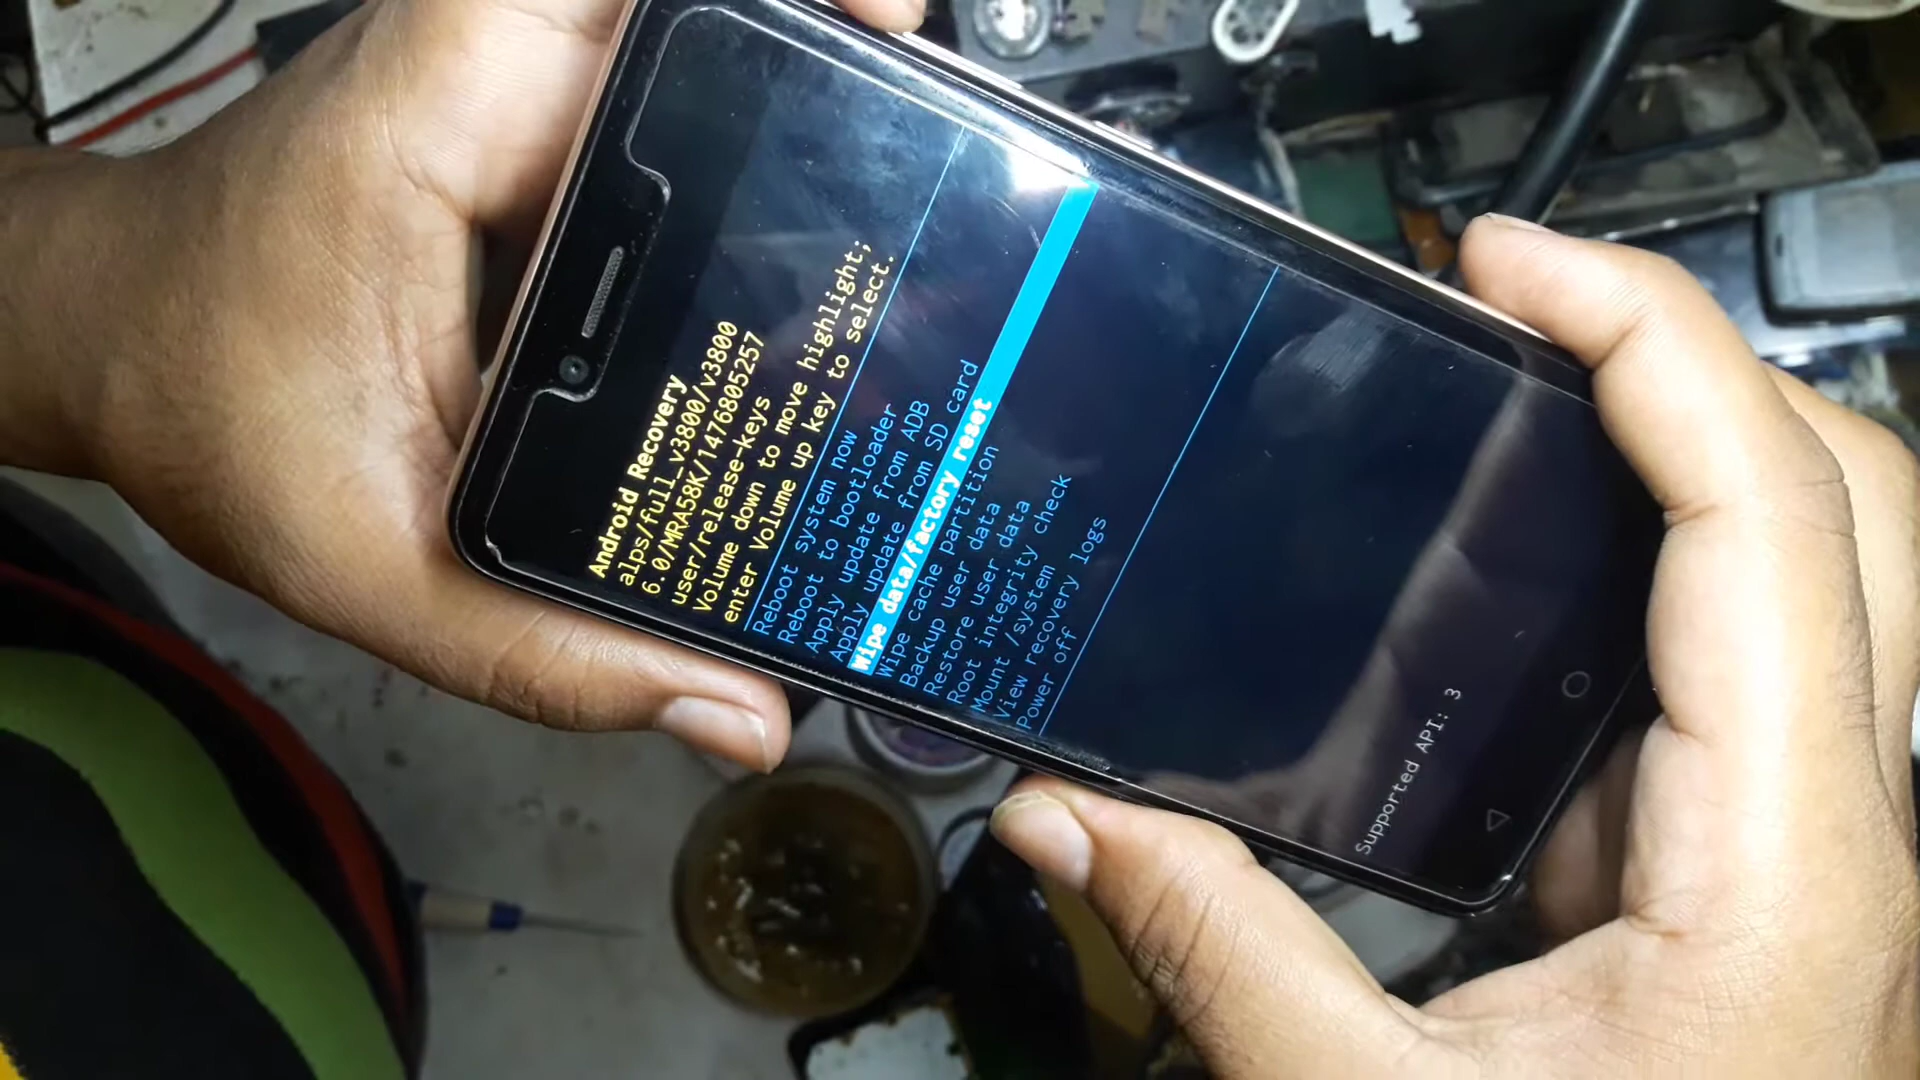 Android Recovery
alps/full_v3800/v3800
6.0/MRA58K/1476805257
user/release-keys
Volume down to move highlight;
enter Volume up key to select.
Reboot system now
Reboot to bootloader
Apply update from ADB
Apply update from SD card
Wipe data/factory reset
Wipe cache partition
Backup user data
Restore user data
Root integrity check
Mount /system
View recovery logs
Power off
Supported API: 3